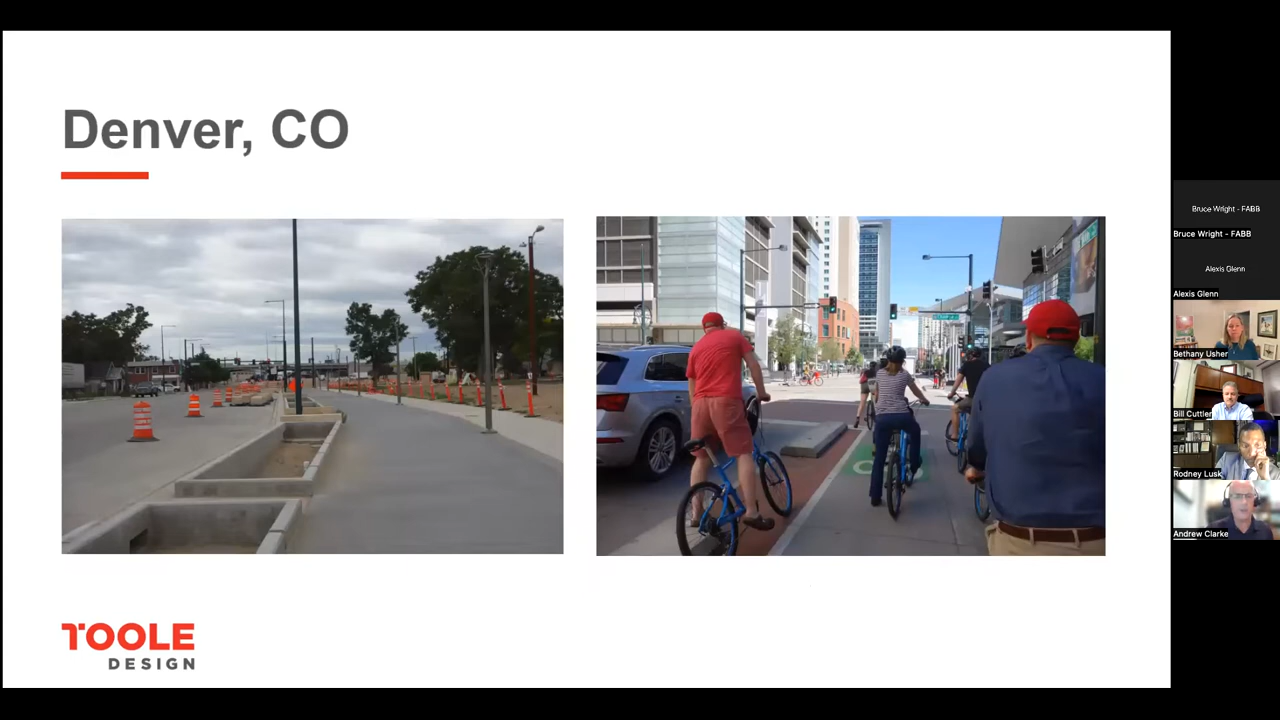 Denver, CO
TOOLE
DESIGN
Bruce Wright - FABB
Bruce Wright - FABB
Alexis Glenn
Alexis Glenn
Bethany Usher
Bill Cuttler
Rodney Lusk
Andrew Clarke